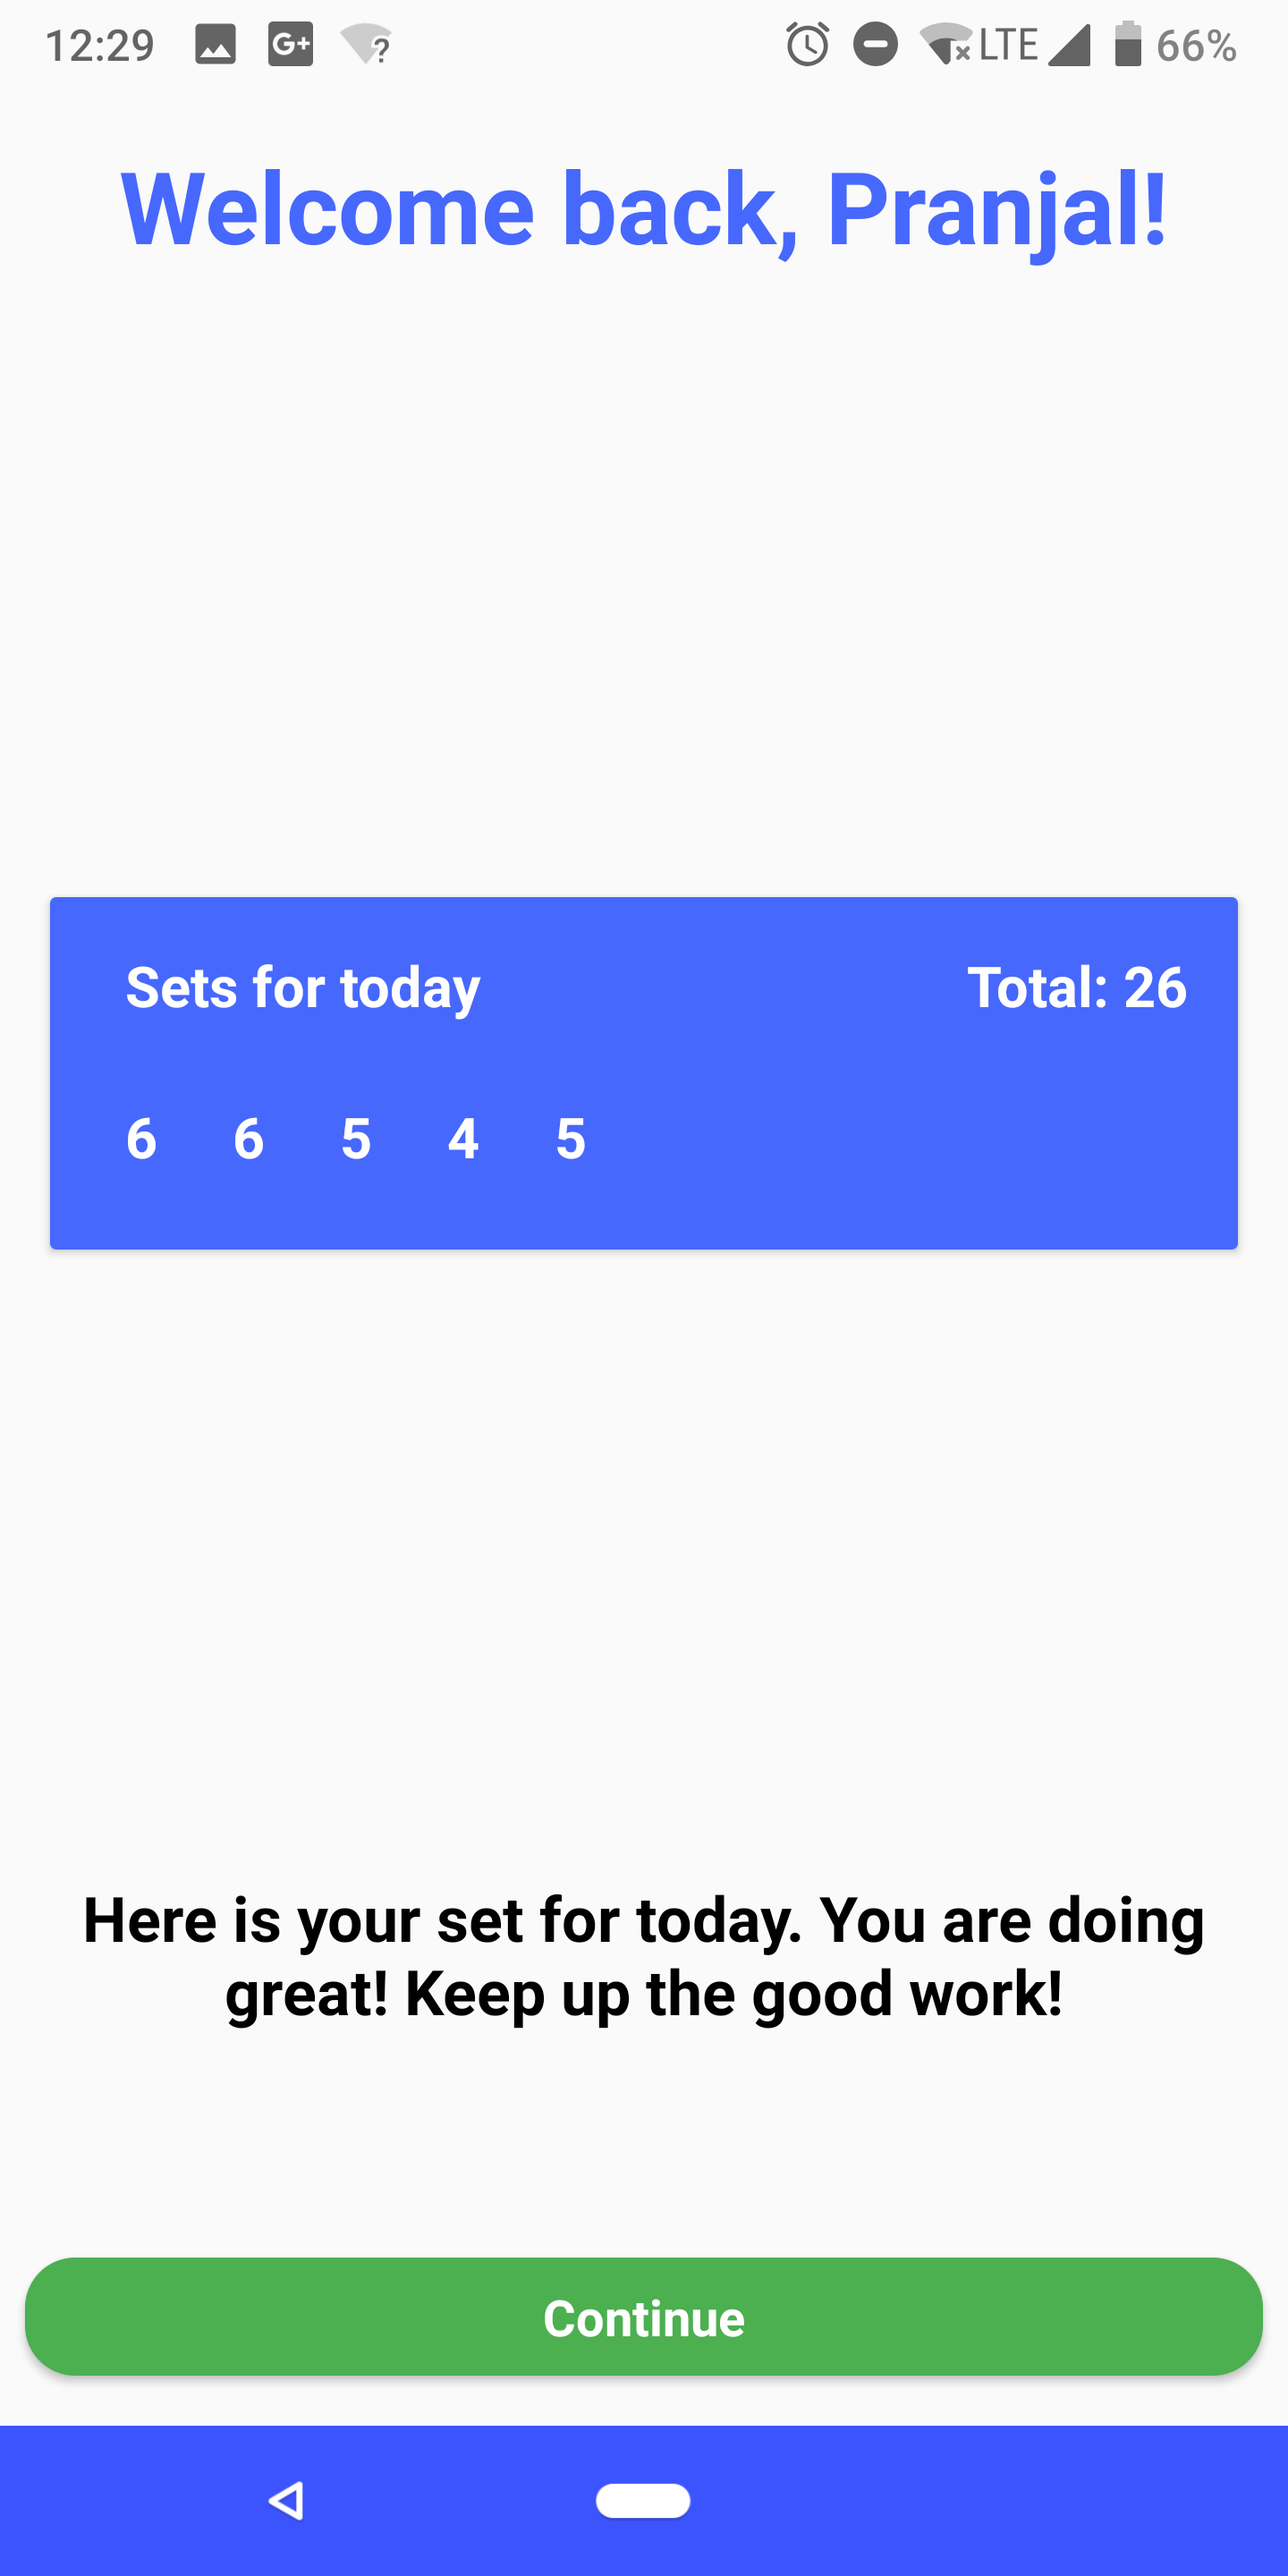 12:29 G+ ? LTE 66%
Welcome back, Pranjal!
Sets for today Total: 26
6 6 5 4 5
Here is your set for today. You are doing
great! Keep up the good work!
Continue